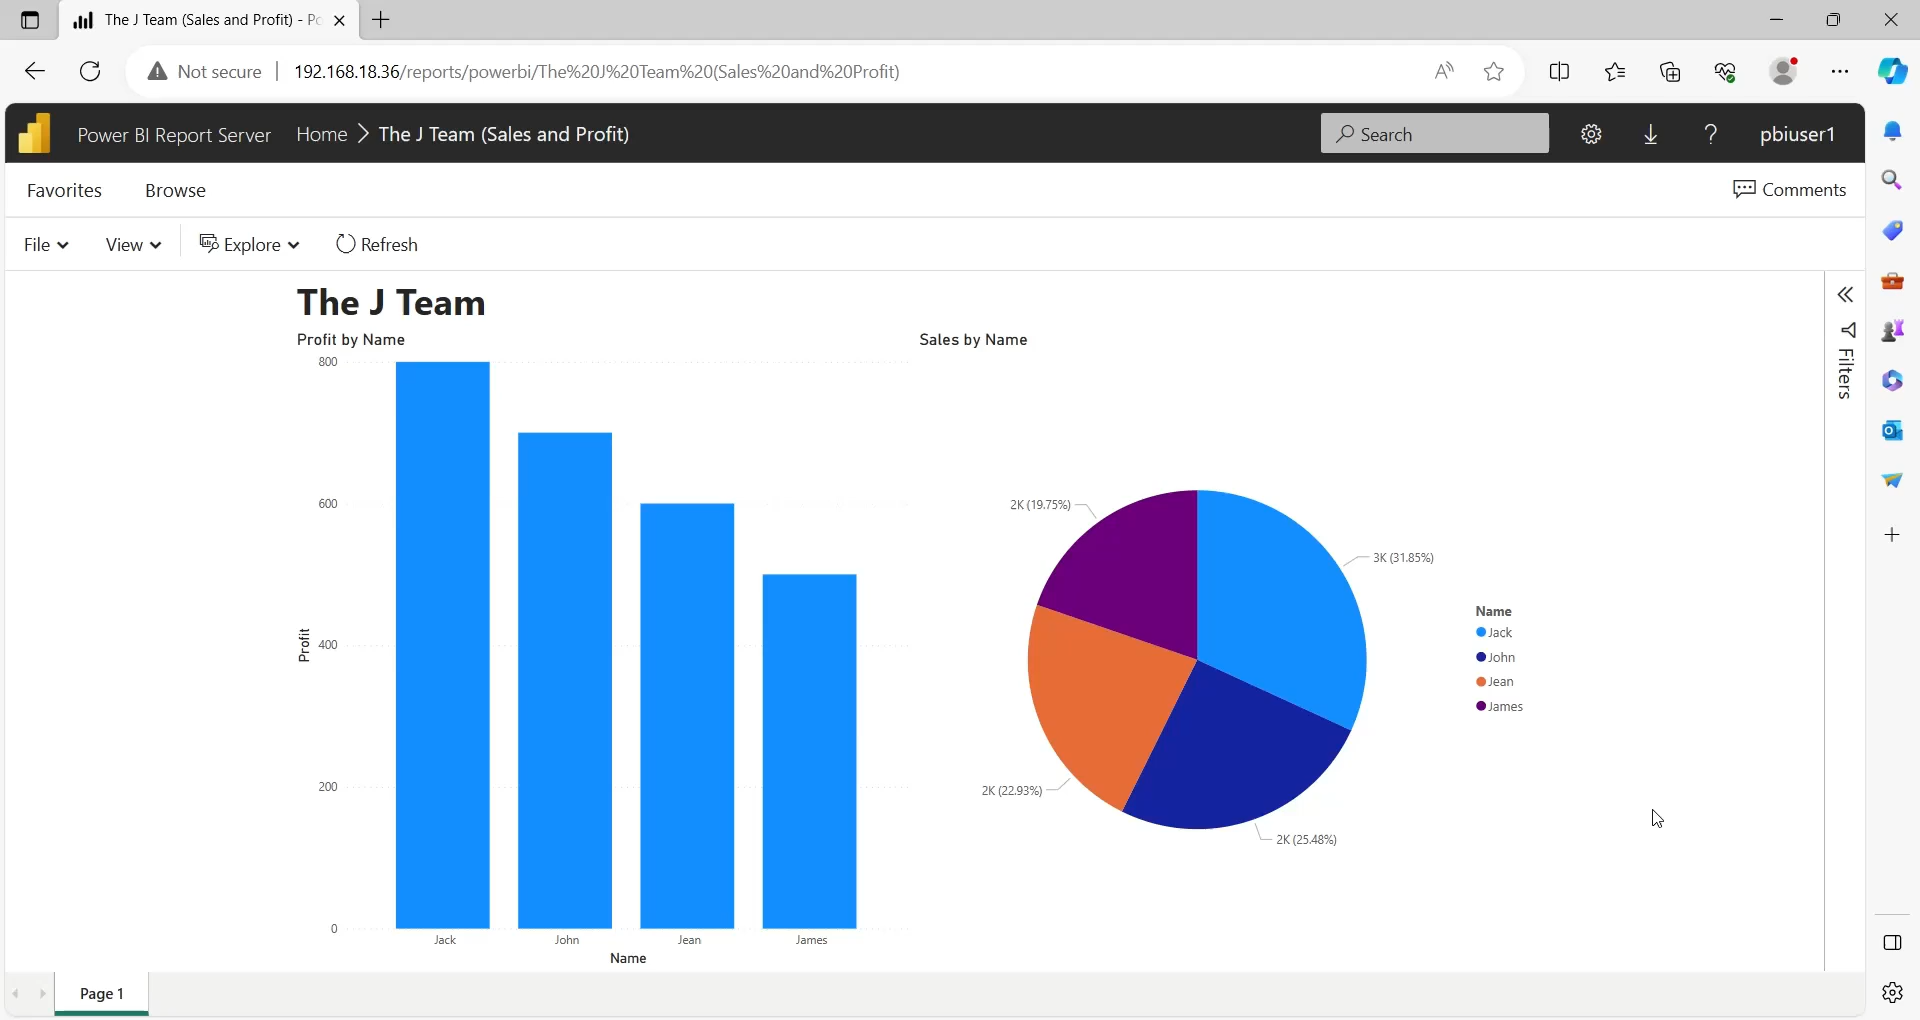 The J Team (Sales and Profit) - Po
Not secure
192.168.18.36/reports/powerbi/The%20J%20Team%20(Sales%20and%20Profit)
Power BI Report Server
Home > The J Team (Sales and Profit)
Search
?
pbiuser1
Favorites
Browse
Comments
File
View
Explore
Refresh
The J Team
Profit by Name
800
600
400
200
0
Profit
Jack
John
Jean
James
Name
Sales by Name
2K (19.75%)
3K (31.85%)
2K (22.93%)
2K (25.48%)
Name
Jack
John
Jean
James
Filters
Page 1